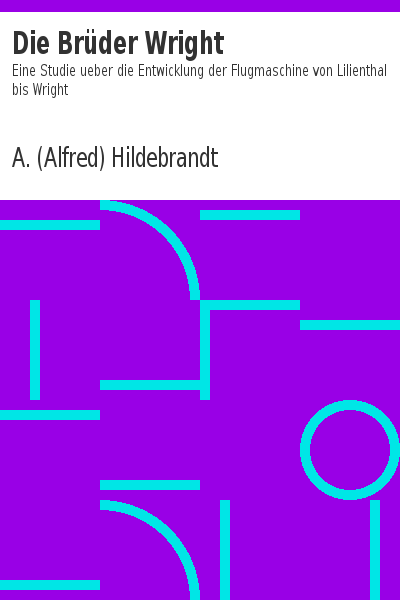 Die Brüder Wright
Eine Studie ueber die Entwicklung der Flugmaschine von Lilienthal
bis Wright
A. (Alfred) Hildebrandt